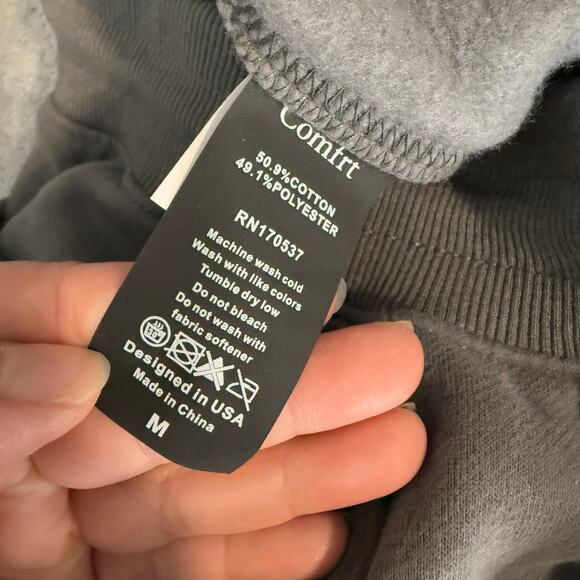 Comfrt
50.9%COTTON
49.1%POLYESTER
RN170537
Machine wash cold
Wash with like colors
Tumble dry low
Do not bleach
Do not wash with
fabric softener
Designed in USA
Made in China
M